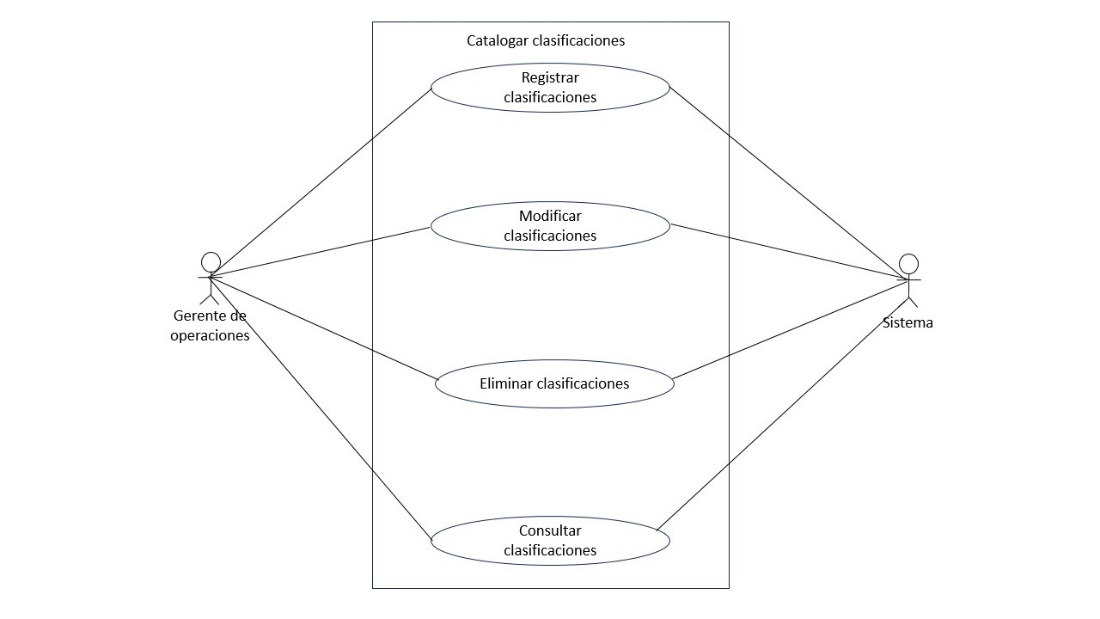 Catalogar clasificaciones
Registrar
clasificaciones
Modificar
clasificaciones
Gerente de
operaciones
Sistema
Eliminar clasificaciones
Consultar
clasificaciones